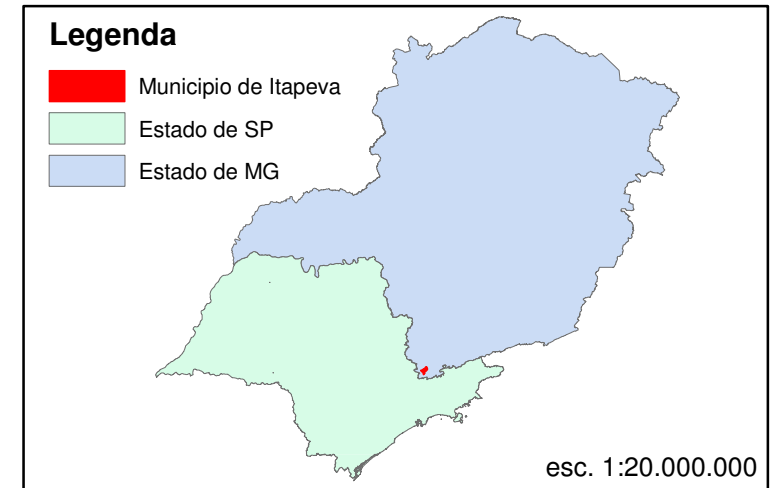 Legenda
Municipio de Itapeva
Estado de SP
Estado de MG
esc. 1:20.000.000